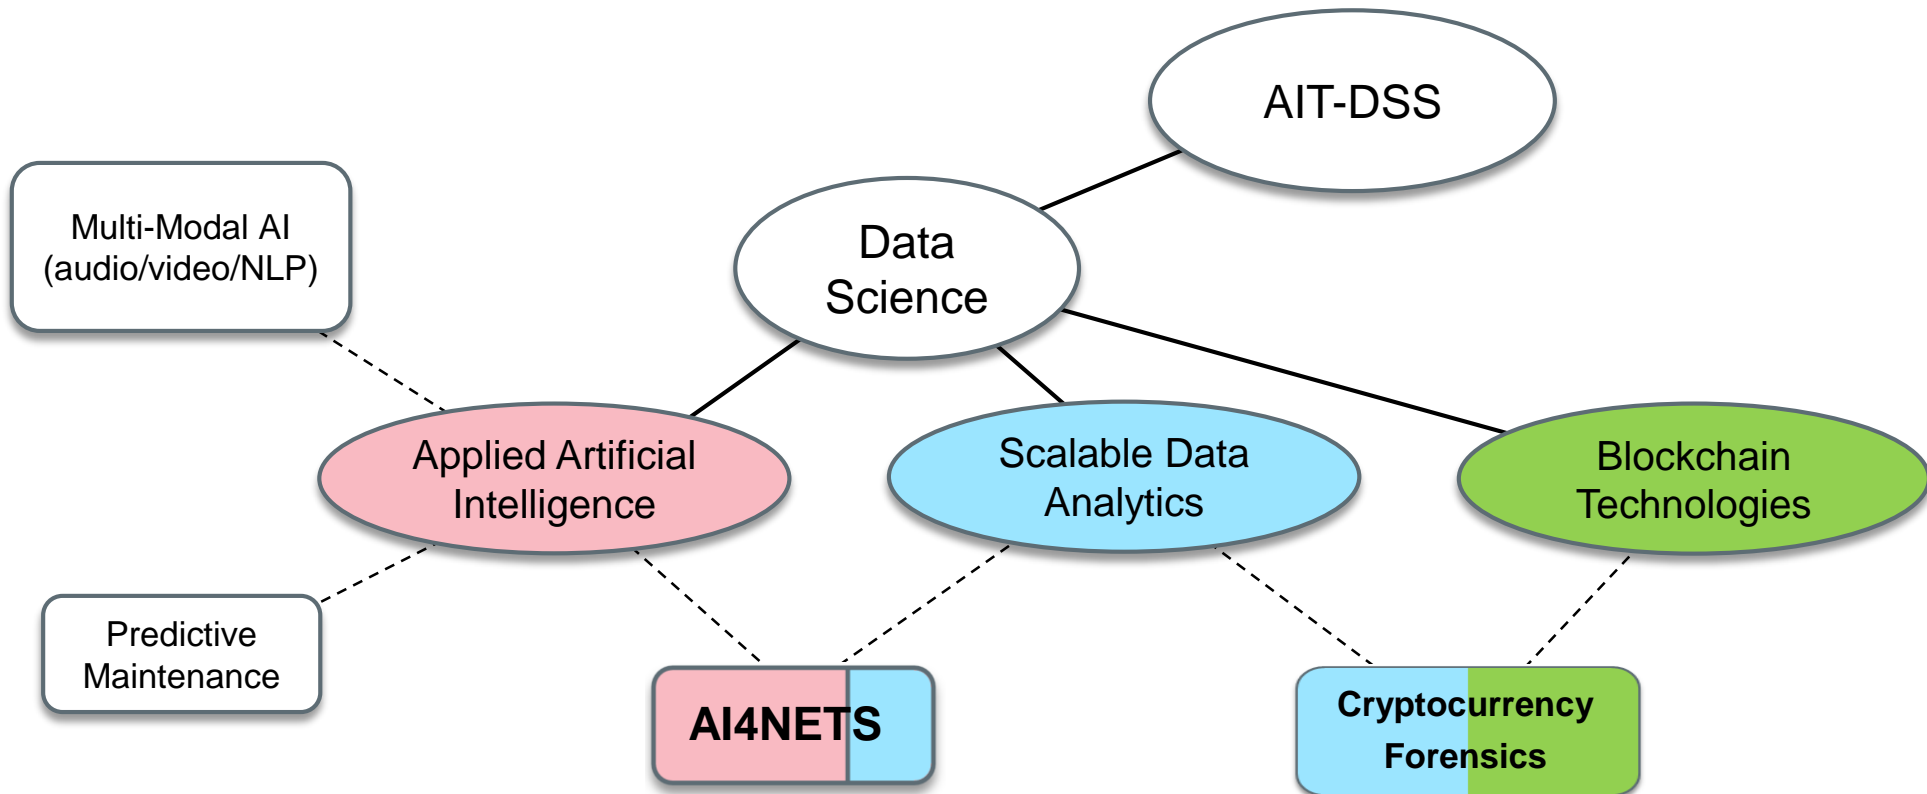 AIT-DSS
Data
Science
Multi-Modal AI
(audio/video/NLP)
Applied Artificial
Intelligence
Scalable Data
Analytics
Blockchain
Technologies
Predictive
Maintenance
AI4NETS
Cryptocurrency
Forensics